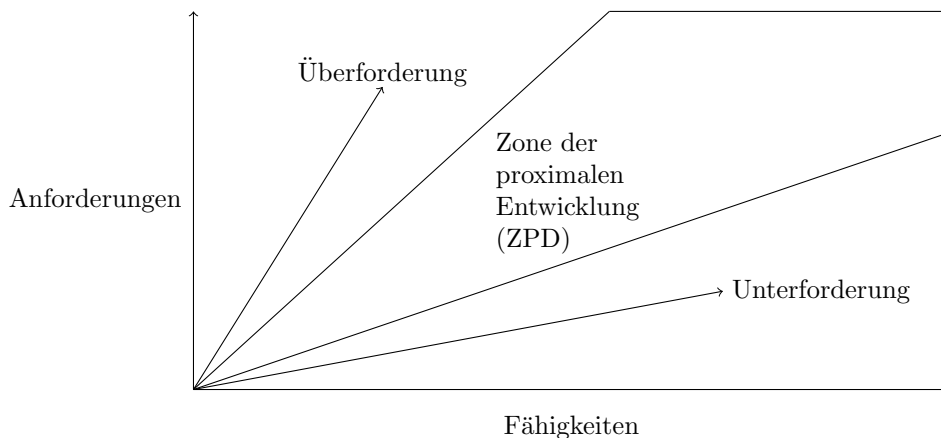 Überforderung
Zone der
proximalen
Entwicklung
(ZPD)
Anforderungen
Unterforderung
Fähigkeiten